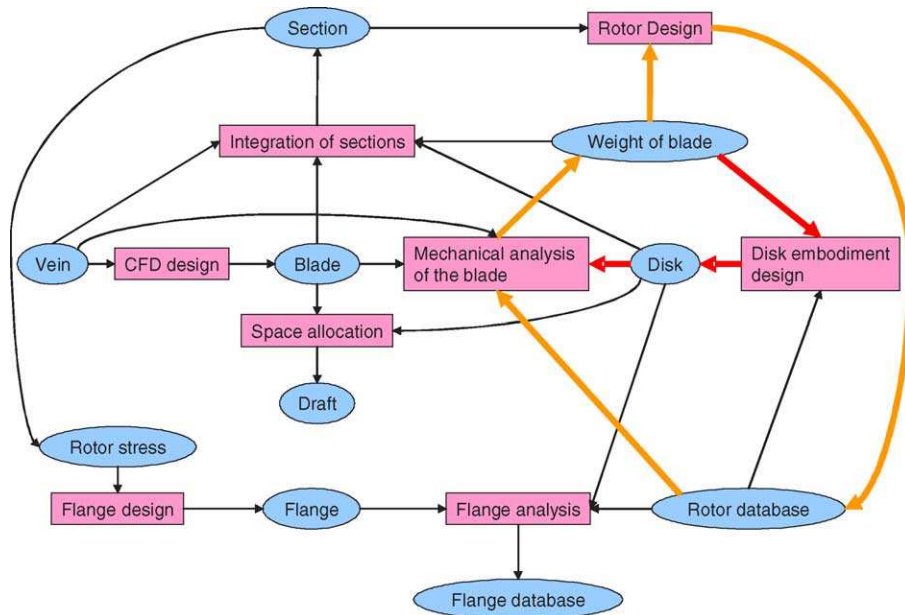 Section
Rotor Design
Integration of sections
Weight of blade
Vein
CFD design
Blade
Mechanical analysis
of the blade
Disk
Disk embodiment
design
Space allocation
Draft
Rotor stress
Flange design
Flange
Flange analysis
Rotor database
Flange database